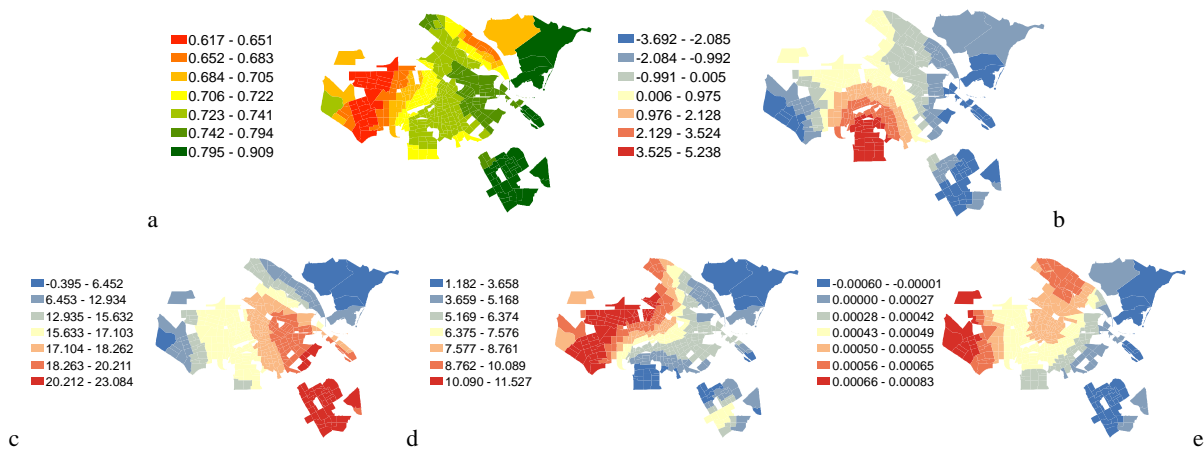 0.617 - 0.651
0.652 - 0.683
0.684 - 0.705
0.706 - 0.722
0.723 - 0.741
0.742 - 0.794
0.795 - 0.909
a
-3.692 - -2.085
-2.084 - -0.992
-0.991 - 0.005
0.006 - 0.975
0.976 - 2.128
2.129 - 3.524
3.525 - 5.238
b
-0.395 - 6.452
6.453 - 12.934
12.935 - 15.632
15.633 - 17.103
17.104 - 18.262
18.263 - 20.211
20.212 - 23.084
c
1.182 - 3.658
3.659 - 5.168
5.169 - 6.374
6.375 - 7.576
7.577 - 8.761
8.762 - 10.089
10.090 - 11.527
d
-0.00060 - -0.00001
0.00000 - 0.00027
0.00028 - 0.00042
0.00043 - 0.00049
0.00050 - 0.00055
0.00056 - 0.00065
0.00066 - 0.00083
e